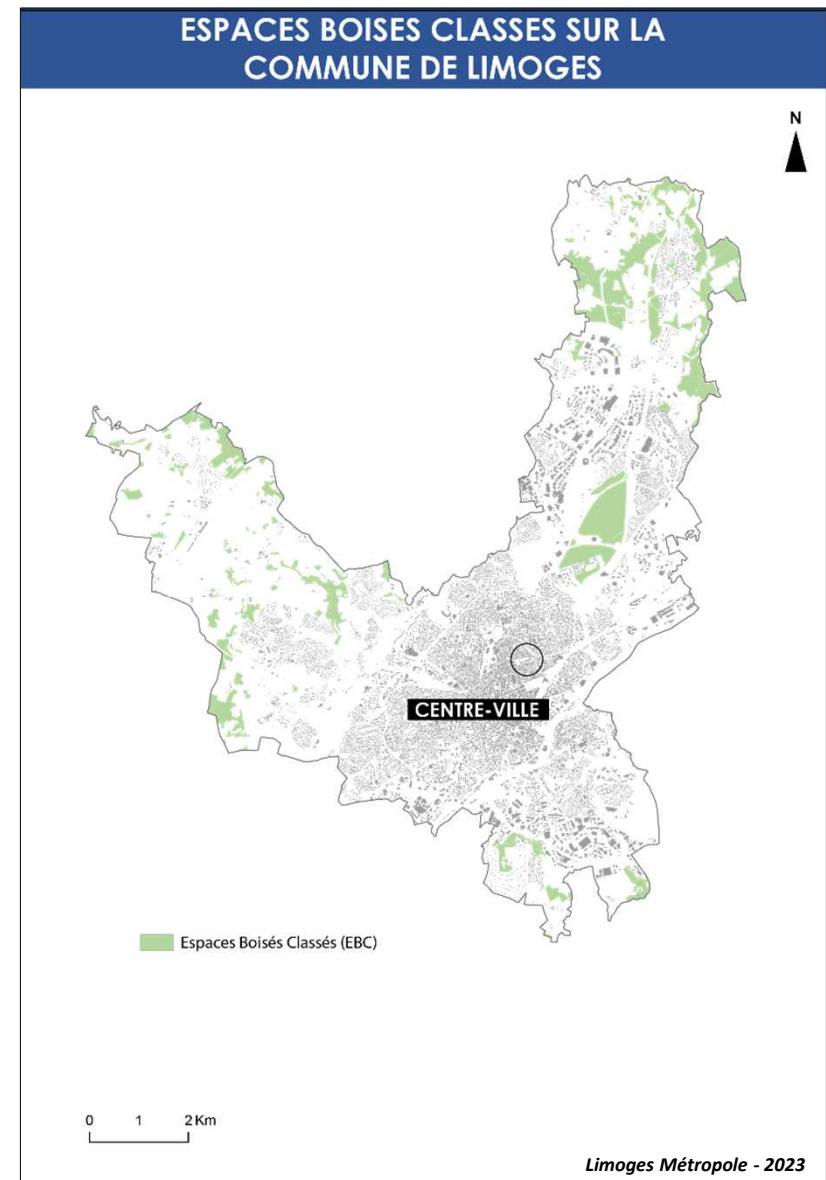 ESPACES BOISES CLASSES SUR LA
COMMUNE DE LIMOGES
N
CENTRE-VILLE
Espaces Boisés Classés (EBC)
0 1 2 Km
Limoges Métropole - 2023